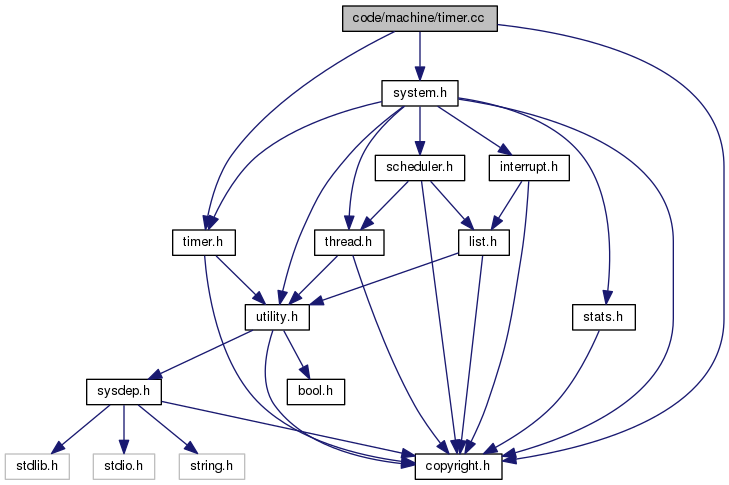 code/machine/timer.cc
system.h
scheduler.h
interrupt.h
timer.h
thread.h
list.h
utility.h
stats.h
sysdep.h
bool.h
stdlib.h
stdio.h
string.h
copyright.h